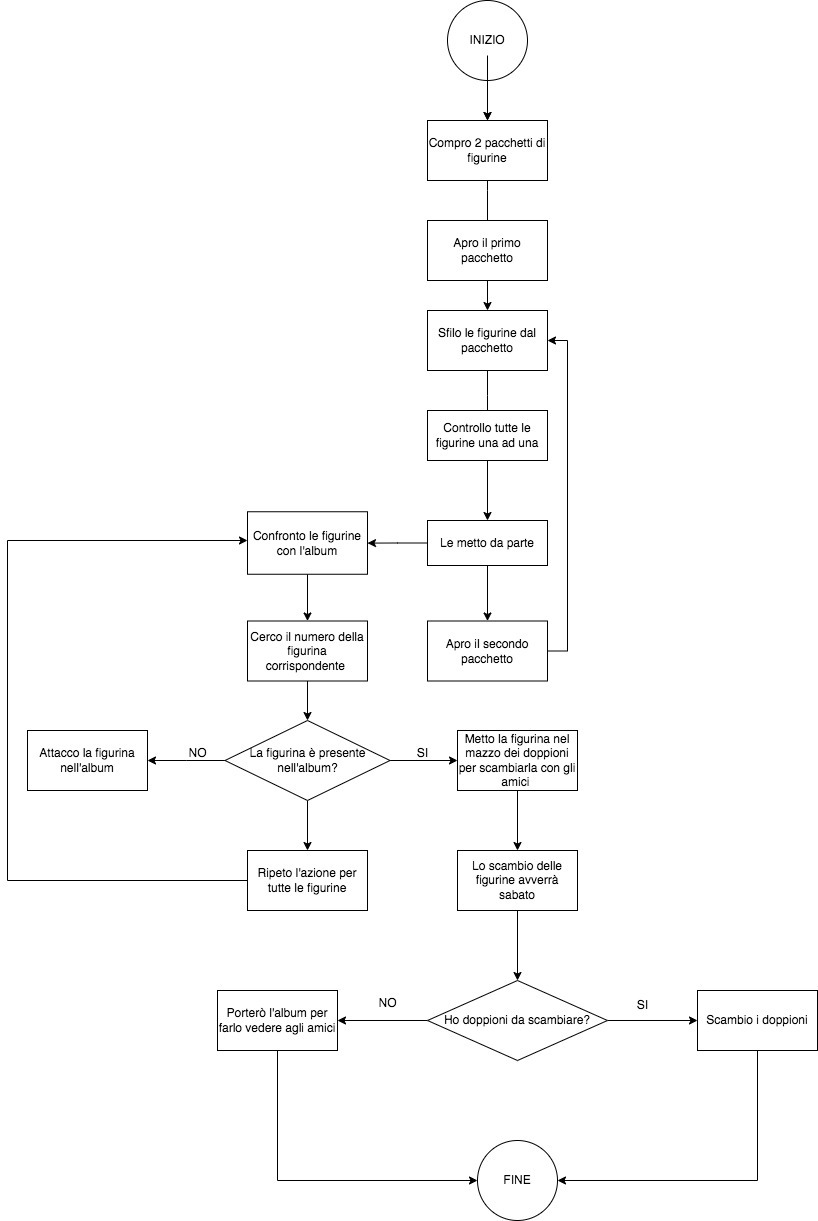 INIZIO
Compro 2 pacchetti di
figurine
Apro il primo
pacchetto
Sfilo le figurine dal
pacchetto
Controllo tutte le
figurine una ad una
Confronto le figurine
con l'album
Le metto da parte
Cerco il numero della
figurina
corrispondente
Apro il secondo
pacchetto
Attacco la figurina
nell'album
NO
La figurina è presente
nell'album?
SI
Metto la figurina nel
mazzo dei doppioni
per scambiarla con gli
amici
Ripeto l'azione per
tutte le figurine
Lo scambio delle
figurine avverrà
sabato
Porterò l'album per
farlo vedere agli amici
NO
Ho doppioni da scambiare?
SI
Scambio i doppioni
FINE